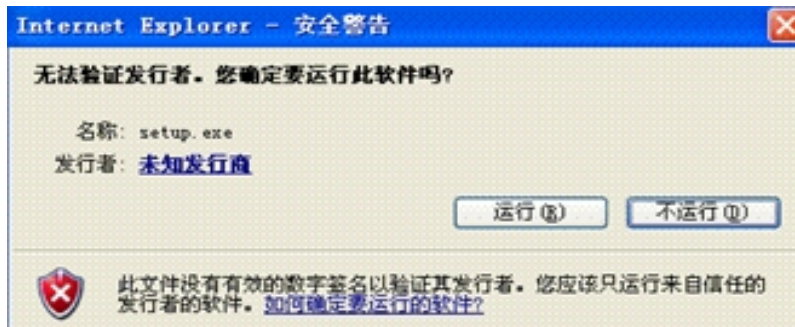 Internet Explorer - 安全警告
无法验证发行者。您确定要运行此软件吗?
名称: setup.exe
发行者: 未知发行商
运行(R) 不运行(D)
此文件没有有效的数字签名以验证其发行者。您应该只运行来自信任的
发行者的软件。如何确定要运行的软件?